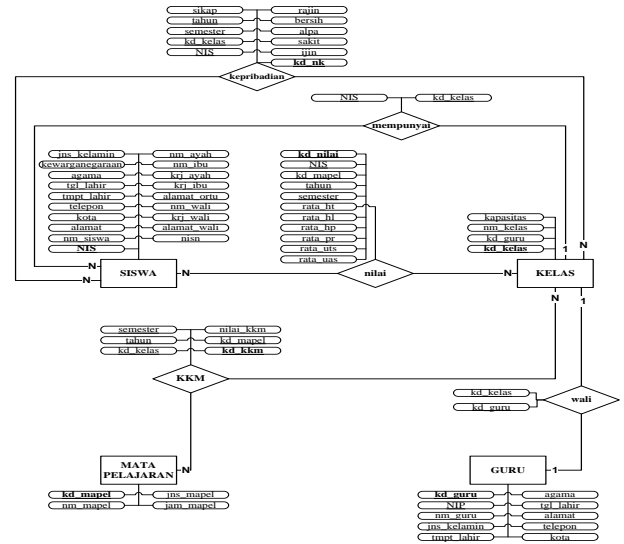 sikap rajin
tahun bersih
semester alpa
kd_kelas sakit
NIS ijin
kd_nk
kepribadian
NIS kd_kelas
mempunyai
jns_kelamin nm_ayah
kewarganegaraan nm_ibu
agama krj_ayah
tgl_lahir krj_ibu
tmpt_lahir alamat_ortu
telepon nm_wali
kota krj_wali
alamat alamat_wali
nm_siswa nisn
NIS
kd_nilai
NIS
kd_mapel
tahun
semester
rata_ht
rata_hl
rata_hp
rata_pr
rata_uts
rata_uas
kapasitas
nm_kelas
kd_guru
kd_kelas
1 N
N SISWA N nilai N KELAS
N
N 1
semester nilai_kkm
tahun kd_mapel
kd_kelas kd_kkm
KKM
kd_kelas
kd_guru
wali
MATA
PELAJARAN N
GURU 1
kd_mapel jns_mapel
nm_mapel jam_mapel
kd_guru agama
NIP tgl_lahir
nm_guru alamat
jns_kelamin telepon
tmpt_lahir kota